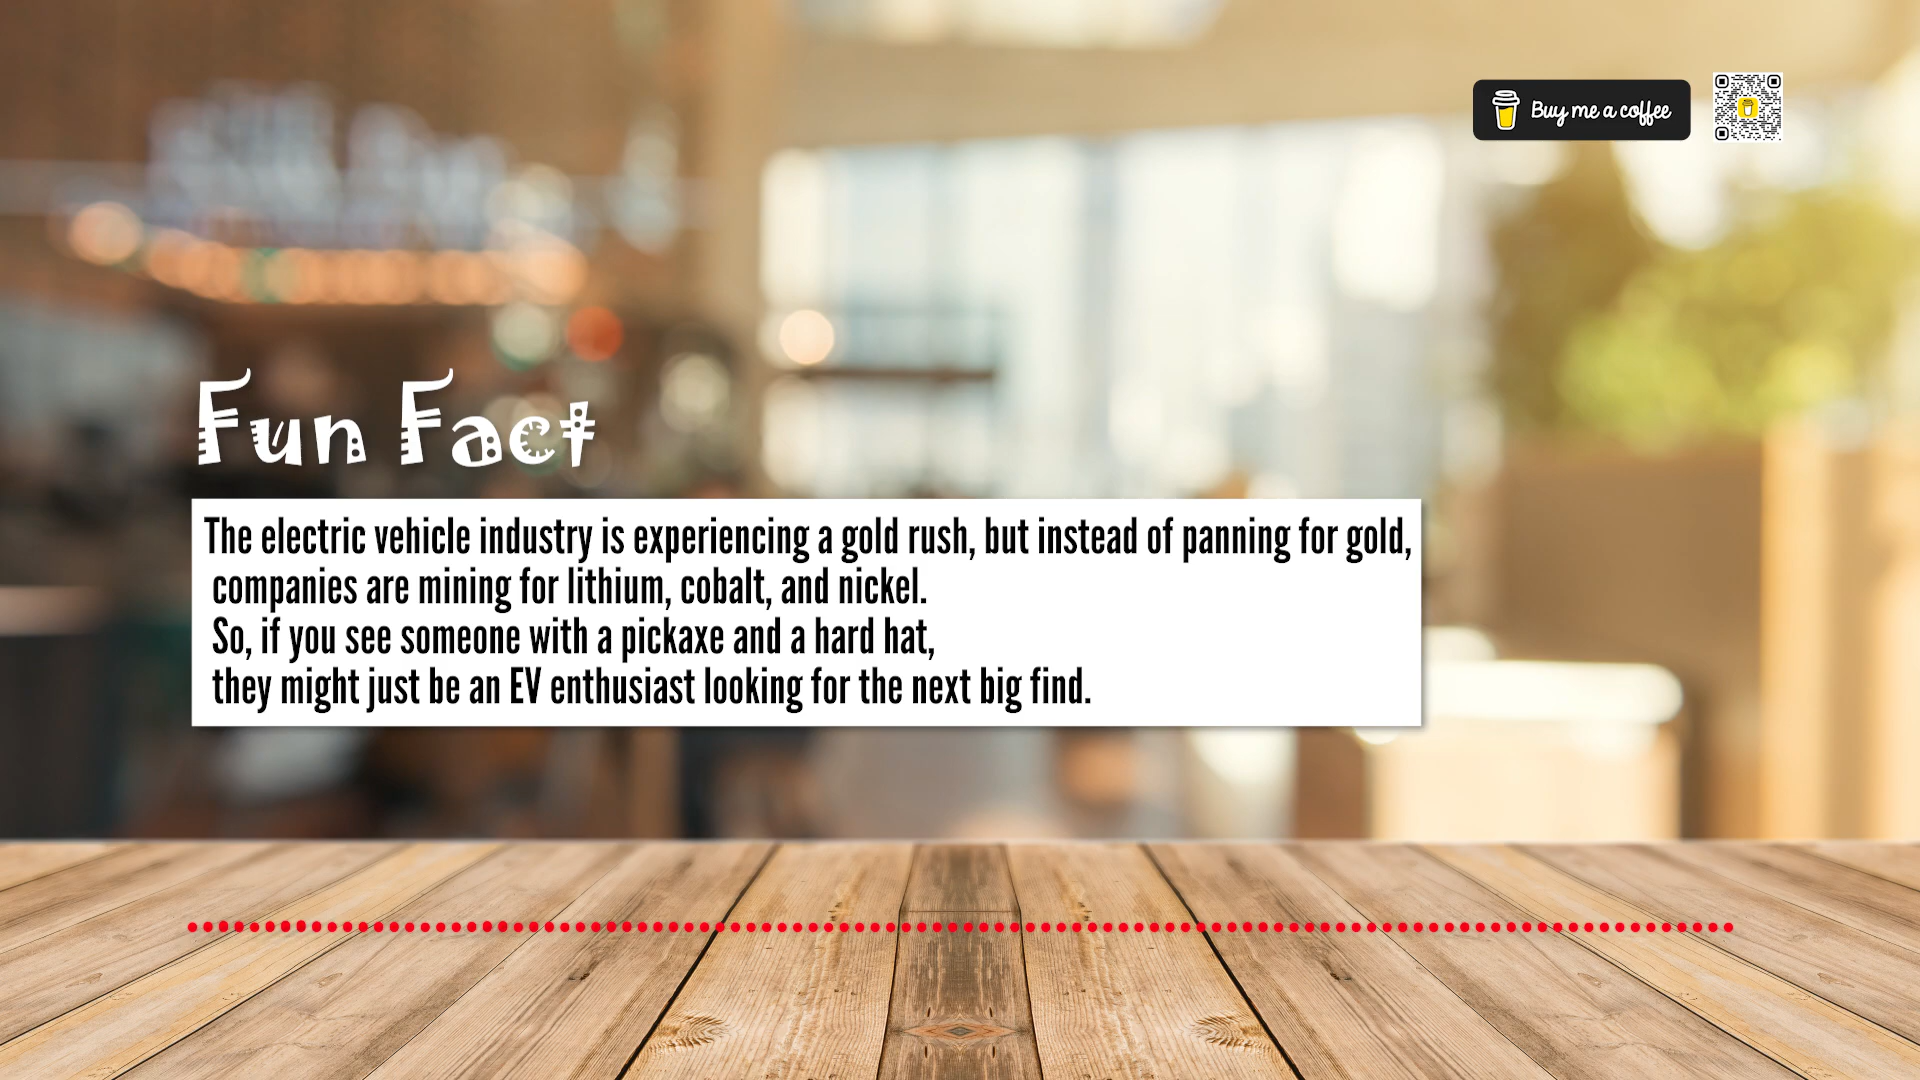 Buy me a coffee
Fun Fact
The electric vehicle industry is experiencing a gold rush, but instead of panning for gold,
companies are mining for lithium, cobalt, and nickel.
So, if you see someone with a pickaxe and a hard hat,
they might just be an EV enthusiast looking for the next big find.